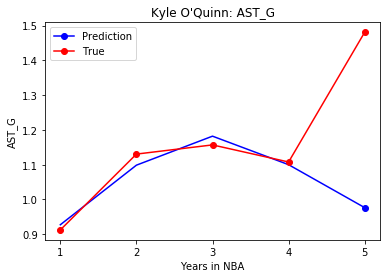 Kyle O'Quinn: AST_G
Prediction
True
1.5
1.4
1.3
1.2
1.1
1.0
0.9
AST_G
1 2 3 4 5
Years in NBA